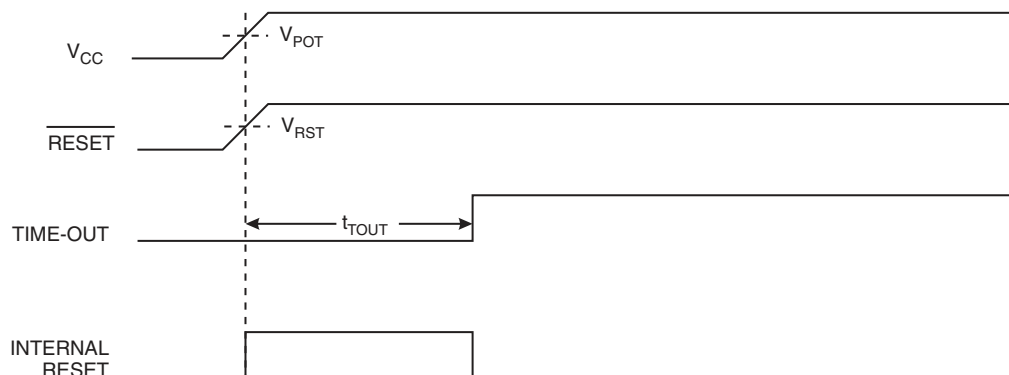 V_CC
V_POT
RESET
V_RST
TIME-OUT
t_TOUT
INTERNAL
RESET